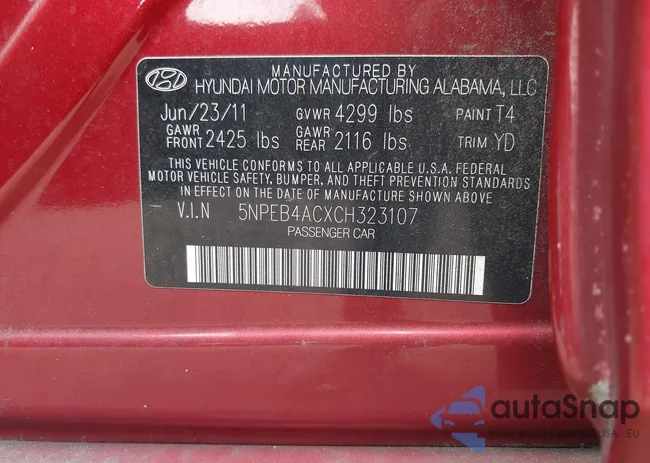 MANUFACTURED BY
HYUNDAI MOTOR MANUFACTURING ALABAMA, LLC
Jun/23/11 GVWR 4299 lbs PAINT T4
GAWR FRONT 2425 lbs GAWR REAR 2116 lbs TRIM YD
THIS VEHICLE CONFORMS TO ALL APPLICABLE U.S.A. FEDERAL
MOTOR VEHICLE SAFETY, BUMPER, AND THEFT PREVENTION STANDARDS
IN EFFECT ON THE DATE OF MANUFACTURE SHOWN ABOVE
V.I.N 5NPEB4ACXCH323107
PASSENGER CAR
autaSnap
USA - EU